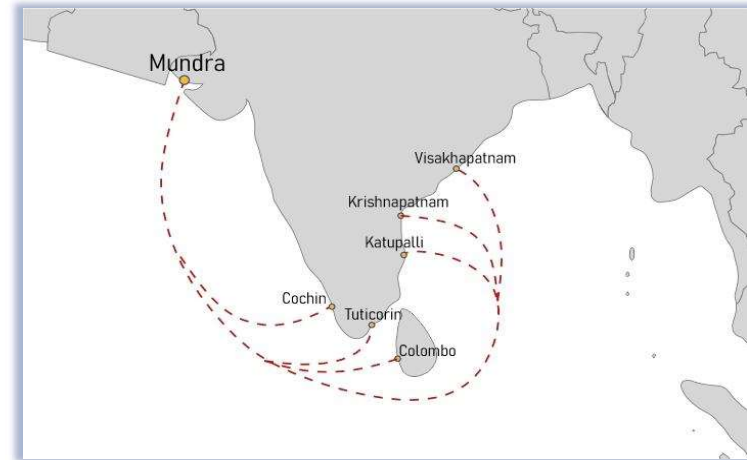 Mundra
Visakhapatnam
Krishnapatnam
Katupalli
Cochin
Tuticorin
Colombo